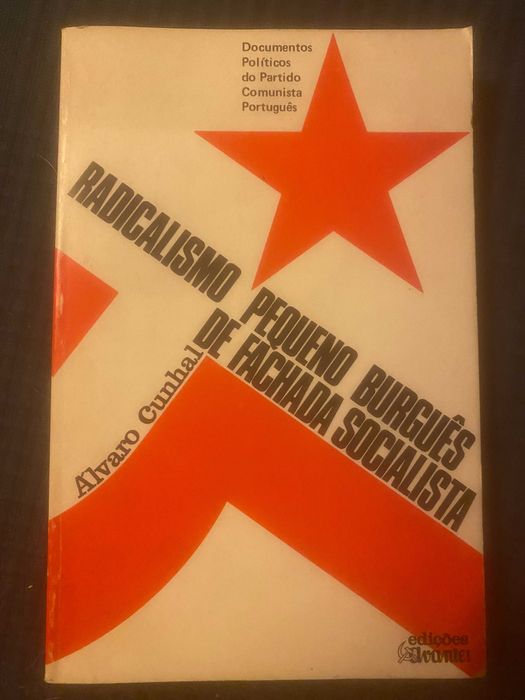 Documentos
Políticos
do Partido
Comunista
Português
RADICALISMO PEQUENO BURGUÊS
DE FACHADA SOCIALISTA
Álvaro Cunhal
edições
Avante!